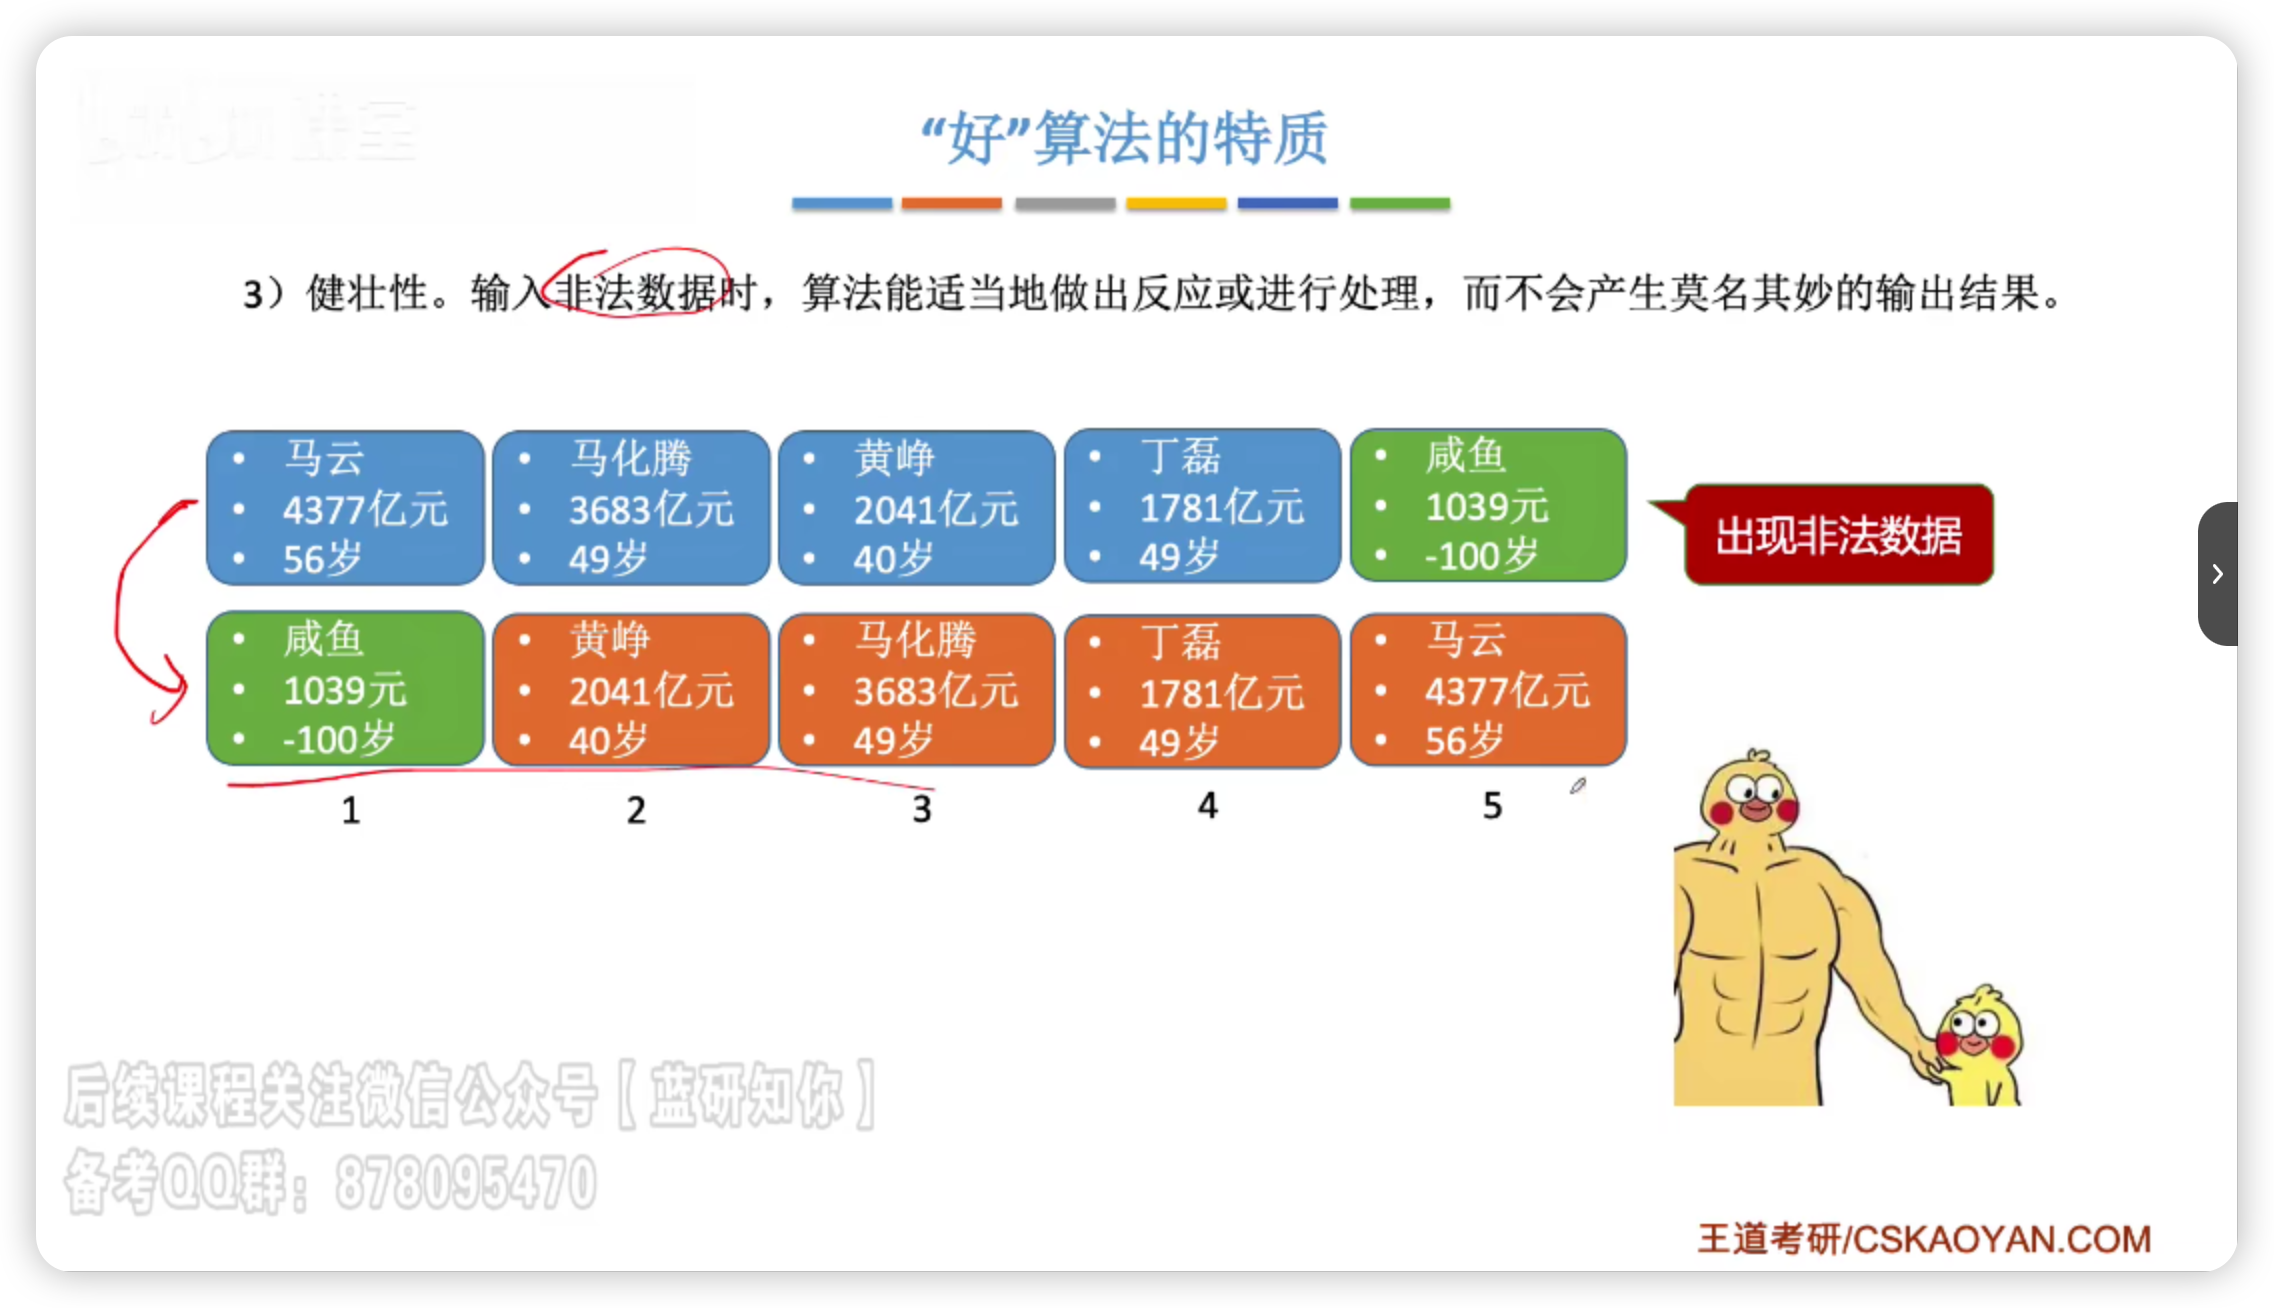 “好”算法的特质
3）健壮性。输入非法数据时，算法能适当地做出反应或进行处理，而不会产生莫名其妙的输出结果。
• 马云
• 4377亿元
• 56岁
• 马化腾
• 3683亿元
• 49岁
• 黄峥
• 2041亿元
• 40岁
• 丁磊
• 1781亿元
• 49岁
• 咸鱼
• 1039元
• -100岁
出现非法数据
• 咸鱼
• 1039元
• -100岁
• 黄峥
• 2041亿元
• 40岁
• 马化腾
• 3683亿元
• 49岁
• 丁磊
• 1781亿元
• 49岁
• 马云
• 4377亿元
• 56岁
1 2 3 4 5
后续课程关注微信公众号【蓝研知你】
备考QQ群：878095470
王道考研/CSKAOYAN.COM